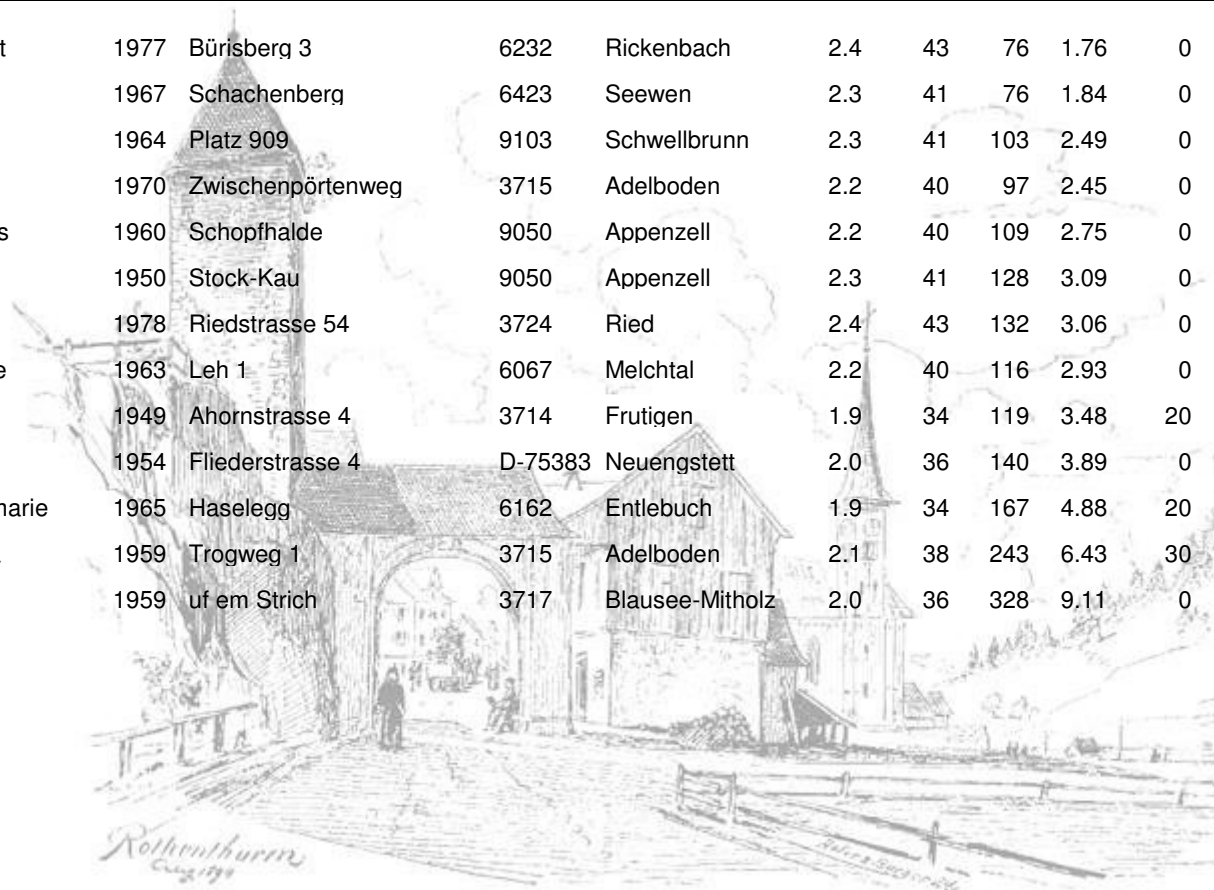 t 1977 Bürisberg 3 6232 Rickenbach 2.4 43 76 1.76 0
1967 Schachenberg 6423 Seewen 2.3 41 76 1.84 0
1964 Platz 909 9103 Schwellbrunn 2.3 41 103 2.49 0
1970 Zwischenpörtenweg 3715 Adelboden 2.2 40 97 2.45 0
s 1960 Schopfhalde 9050 Appenzell 2.2 40 109 2.75 0
1950 Stock-Kau 9050 Appenzell 2.3 41 128 3.09 0
1978 Riedstrasse 54 3724 Ried 2.4 43 132 3.06 0
e 1963 Leh 1 6067 Melchtal 2.2 40 116 2.93 0
1949 Ahornstrasse 4 3714 Frutigen 1.9 34 119 3.48 20
1954 Fliederstrasse 4 D-75383 Neuengstett 2.0 36 140 3.89 0
narie 1965 Haselegg 6162 Entlebuch 1.9 34 167 4.88 20
1959 Trogweg 1 3715 Adelboden 2.1 38 243 6.43 30
1959 uf em Strich 3717 Blausee-Mitholz 2.0 36 328 9.11 0
Rothenthurm